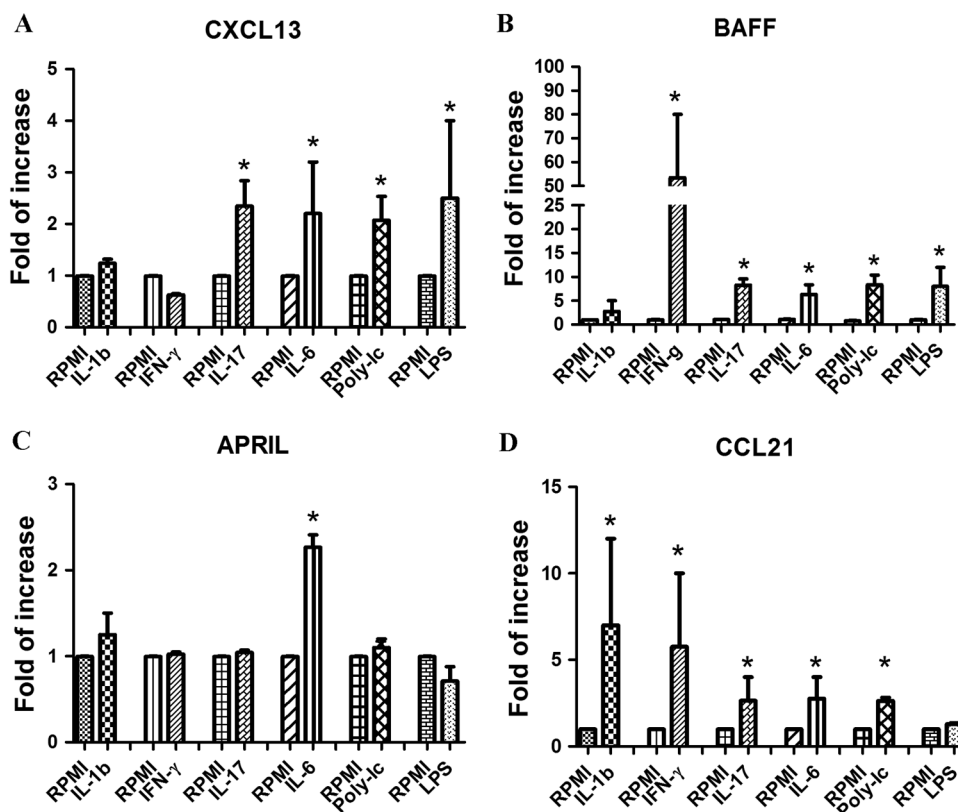 A
CXCL13
Fold of increase
5
4
3
2
1
0
RPMI
IL-1b
RPMI
IFN-γ
RPMI
IL-17
RPMI
IL-6
RPMI
Poly-Ic
RPMI
LPS
*
*
*
*
B
BAFF
Fold of increase
100
90
80
70
60
50
25
20
15
10
5
0
RPMI
IL-1b
RPMI
IFN-g
RPMI
IL-17
RPMI
IL-6
RPMI
Poly-Ic
RPMI
LPS
*
*
*
*
*
C
APRIL
Fold of increase
3
2
1
0
RPMI
IL-1b
RPMI
IFN-γ
RPMI
IL-17
RPMI
IL-6
RPMI
Poly-Ic
RPMI
LPS
*
D
CCL21
Fold of increase
15
10
5
0
RPMI
IL-1b
RPMI
IFN-γ
RPMI
IL-17
RPMI
IL-6
RPMI
Poly-Ic
RPMI
LPS
*
*
*
*
*